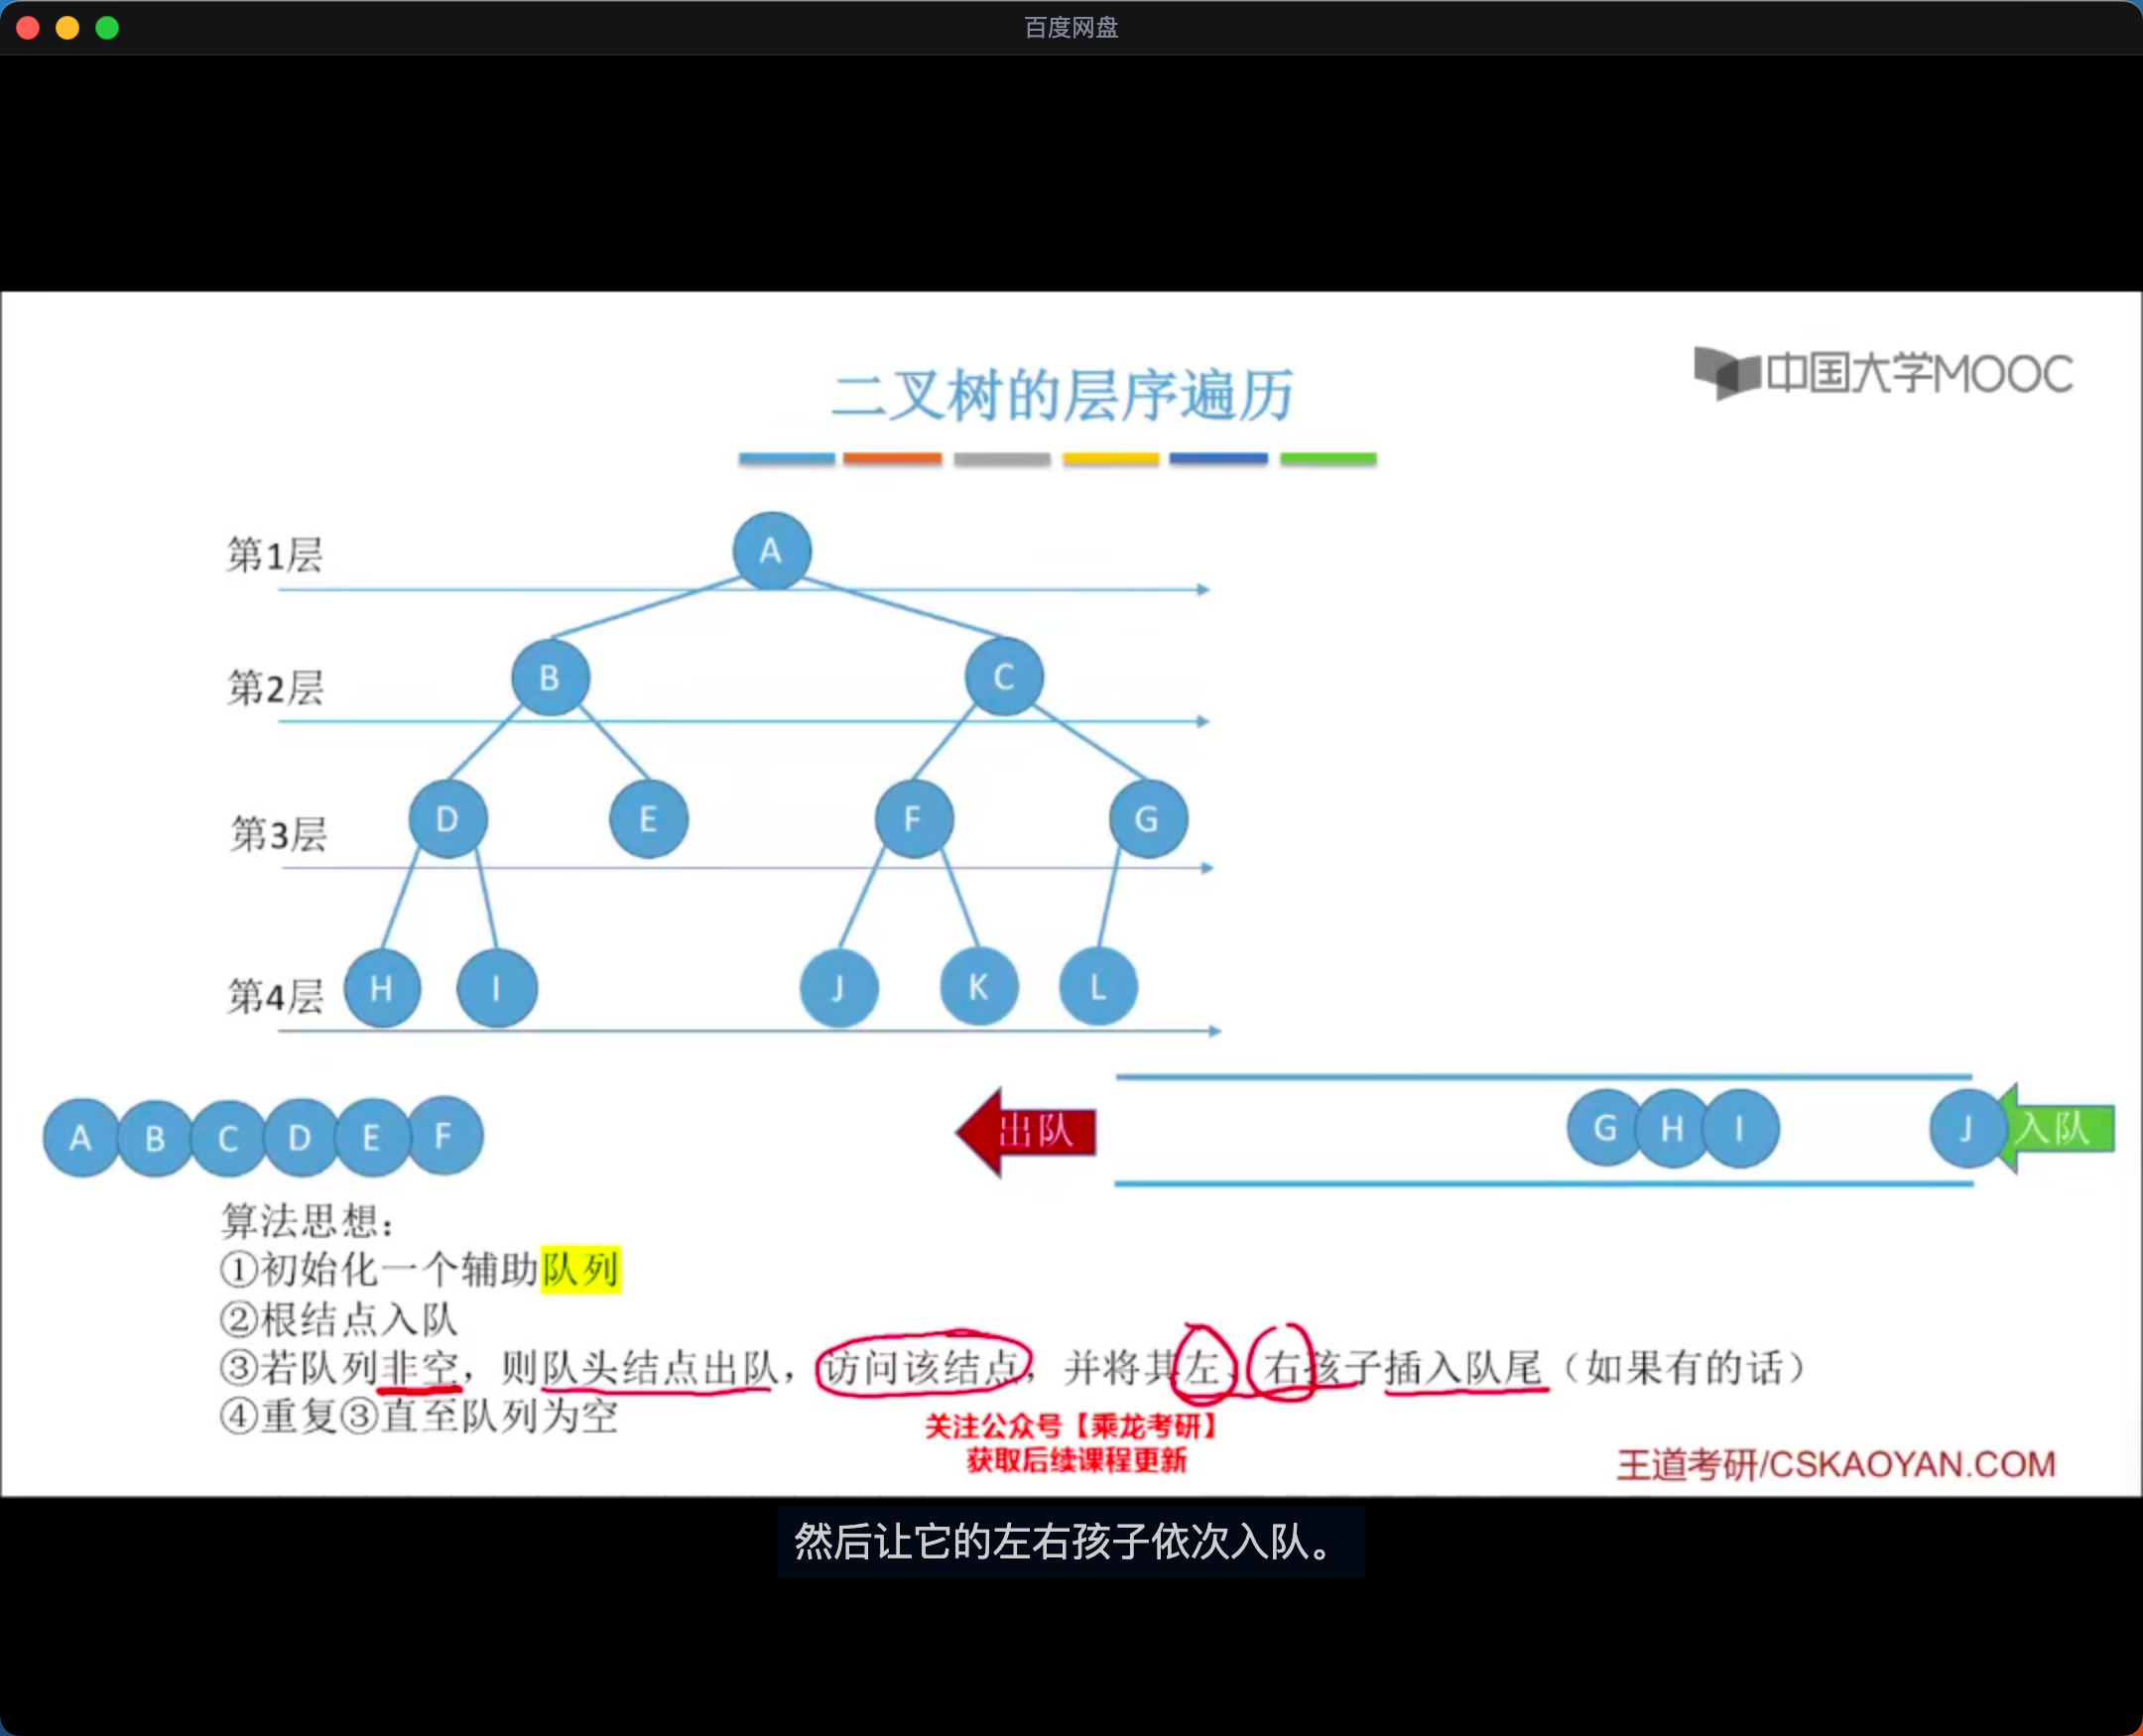 百度网盘
中国大学MOOC
二叉树的层序遍历
第1层
A
第2层
B
C
第3层
D
E
F
G
第4层
H
I
J
K
L
A B C D E F
出队
G H I
J
入队
算法思想：
①初始化一个辅助队列
②根结点入队
③若队列非空，则队头结点出队，访问该结点，并将其左、右孩子插入队尾（如果有的话）
④重复③直至队列为空
关注公众号【乘龙考研】
获取后续课程更新
王道考研/CSKAOYAN.COM
然后让它的左右孩子依次入队。